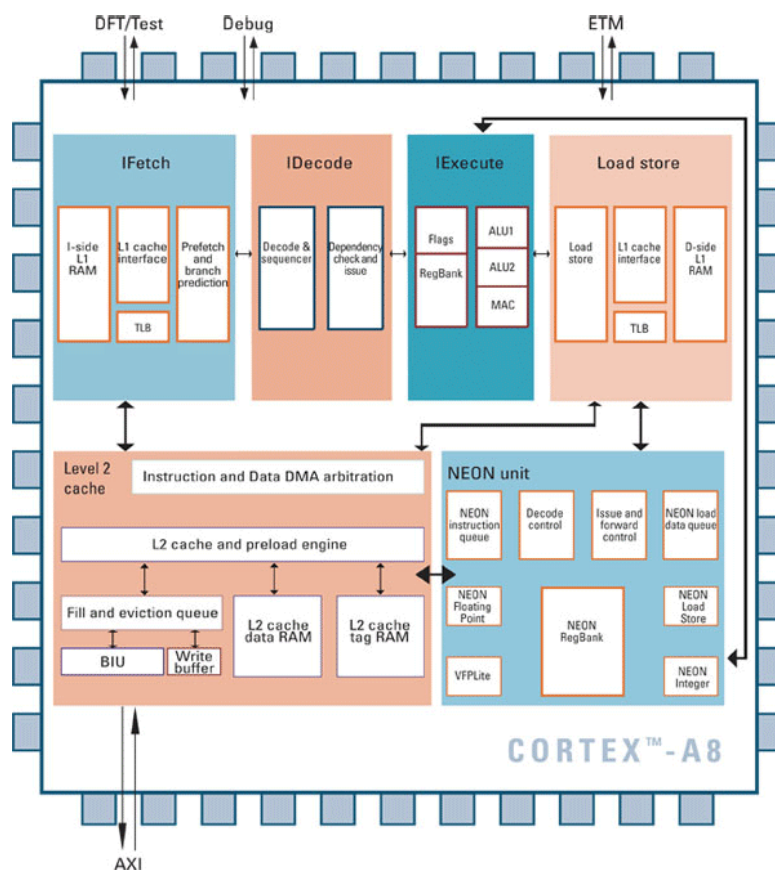 DFT/Test
Debug
ETM
IFetch
I-side
L1
RAM
L1 cache
interface
TLB
Prefetch
and
branch
prediction
IDecode
Decode &
sequencer
Dependency
check and
issue
IExecute
Flags
RegBank
ALU1
ALU2
MAC
Load store
Load
store
L1 cache
interface
TLB
D-side
L1
RAM
Level 2
cache
Instruction and Data DMA arbitration
L2 cache and preload engine
Fill and eviction queue
BIU
Write
buffer
L2 cache
data RAM
L2 cache
tag RAM
NEON unit
NEON
instruction
queue
Decode
control
Issue and
forward
control
NEON load
data queue
NEON
Floating
Point
NEON
RegBank
NEON
Load
Store
VFPLite
NEON
Integer
CORTEX™-A8
AXI